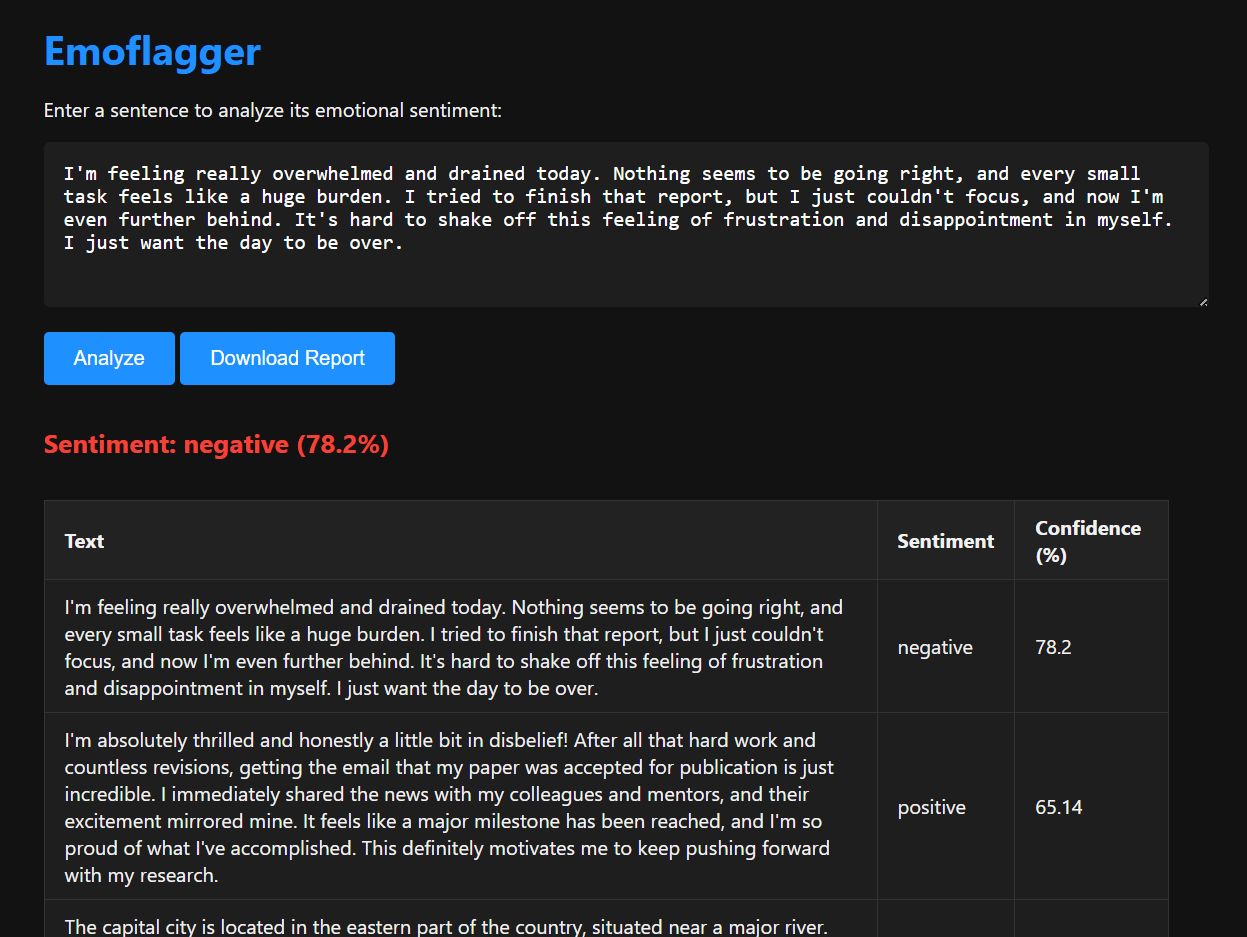 Emoflagger
Enter a sentence to analyze its emotional sentiment:
I'm feeling really overwhelmed and drained today. Nothing seems to be going right, and every small
task feels like a huge burden. I tried to finish that report, but I just couldn't focus, and now I'm
even further behind. It's hard to shake off this feeling of frustration and disappointment in myself.
I just want the day to be over.
Analyze
Download Report
Sentiment: negative (78.2%)
Text
Sentiment
Confidence
(%)
I'm feeling really overwhelmed and drained today. Nothing seems to be going right, and
every small task feels like a huge burden. I tried to finish that report, but I just couldn't
focus, and now I'm even further behind. It's hard to shake off this feeling of frustration
and disappointment in myself. I just want the day to be over.
negative
78.2
I'm absolutely thrilled and honestly a little bit in disbelief! After all that hard work and
countless revisions, getting the email that my paper was accepted for publication is just
incredible. I immediately shared the news with my colleagues and mentors, and their
excitement mirrored mine. It feels like a major milestone has been reached, and I'm so
proud of what I've accomplished. This definitely motivates me to keep pushing forward
with my research.
positive
65.14
The capital city is located in the eastern part of the country, situated near a major river.